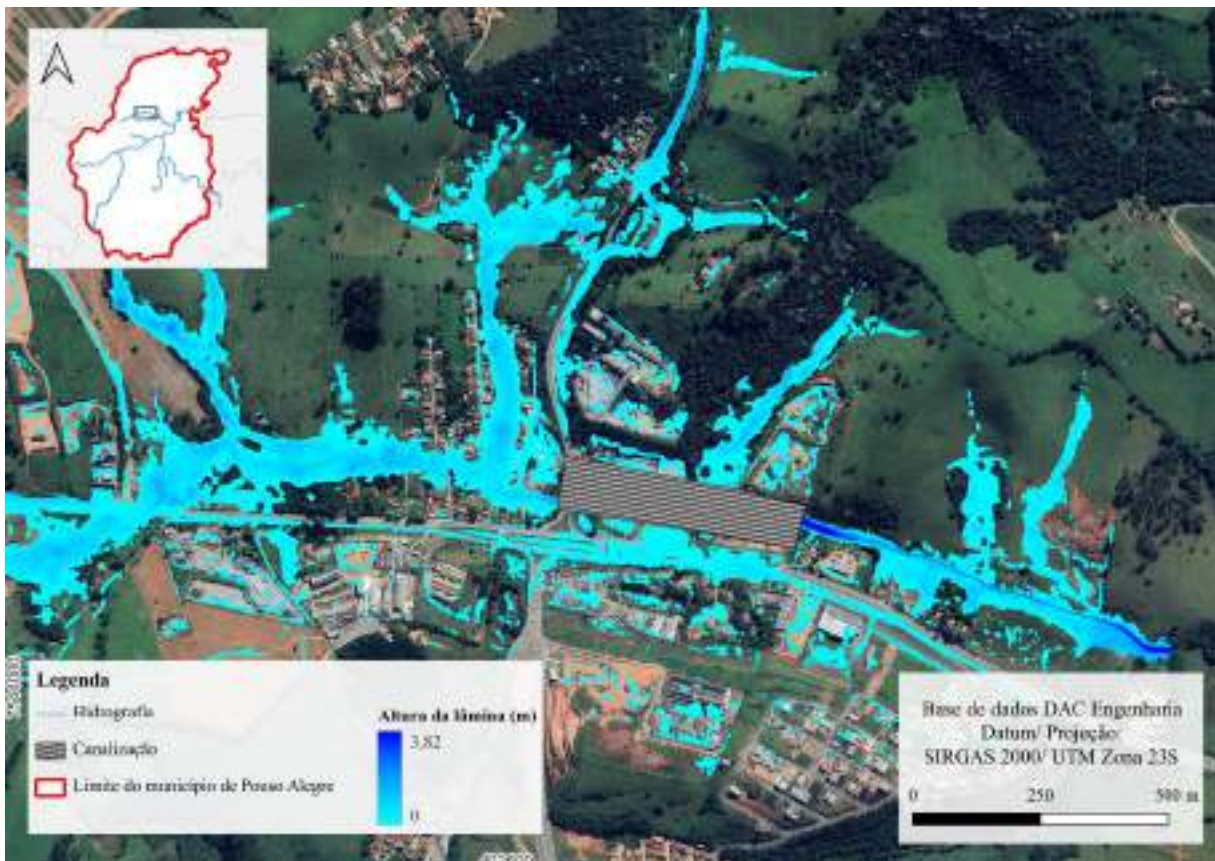 Legenda
Hidrografia
Canalização
Limite do município de Pouso Alegre
Altura da lâmina (m)
3,82
0
Base de dados DAC Engenharia
Datum/ Projeção:
SIRGAS 2000/ UTM Zona 23S
0 250 500 m